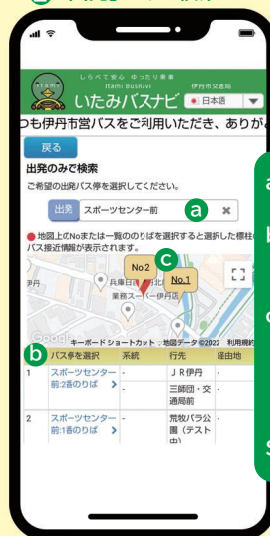 しらべて安心 ゆったり乗車
Itami Busnvi
伊丹市交通局
itami
いたみバスナビ
日本語
つも伊丹市営バスをご利用いただき、ありが
戻る
出発のみご検索
ご希望の出発バス停を選択してください。
出発 スポーツセンター前 a ×
●地図上のNoまたは一覧ののりばを選択すると選択した標柱の
バス接近情報が表示されます。
c
No2
No.1
伊丹
業務スーパー伊丹店
Google
キーボード ショートカット
地図データ ©2022
利用規約
b
バス停を選択 系統 行先 経由地
1 スポーツセンター前:2番のりば > - JR伊丹 -
三師団・交通局前
2 スポーツセンター前:1番のりば > - 荒牧バラ公園(テスト中) -
a
b